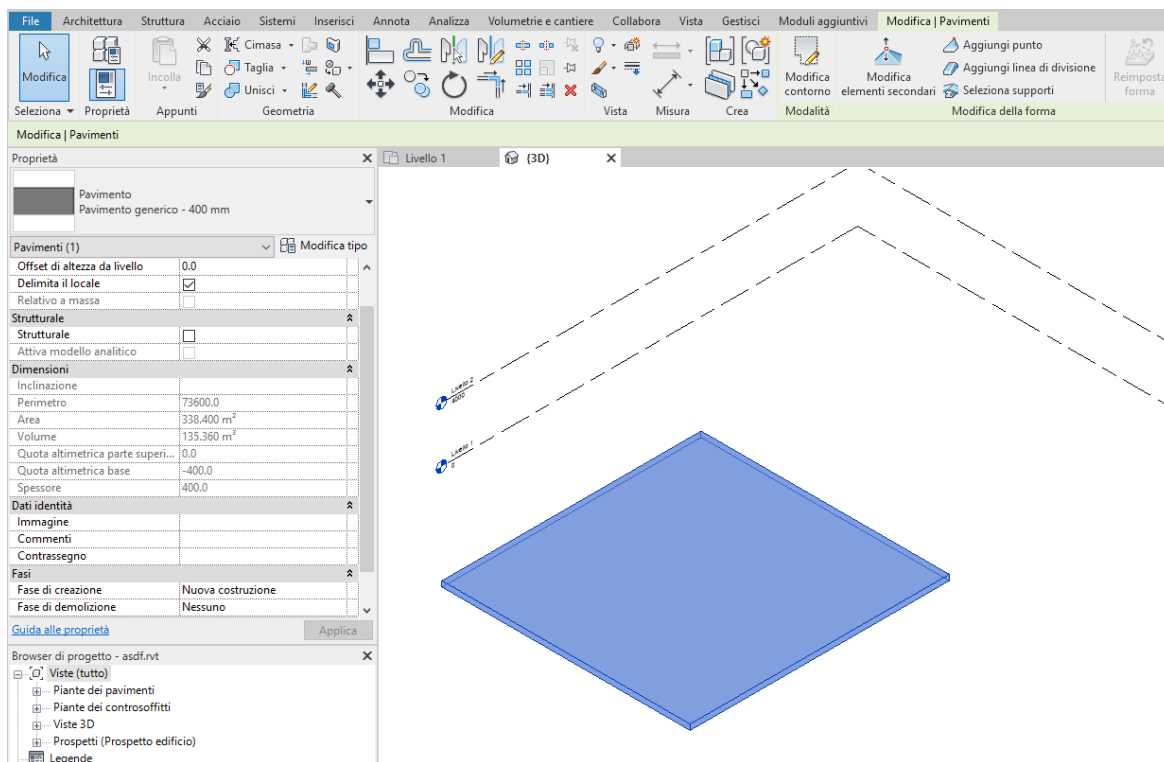 File Architettura Struttura Acciaio Sistemi Inserisci Annota Analizza Volumetrie e cantiere Collabora Vista Gestisci Moduli aggiuntivi Modifica | Pavimenti
Modifica
Incolla
Cimasa
Taglia
Unisci
Modifica contorno
Modifica elementi secondari
Aggiungi punto
Aggiungi linea di divisione
Seleziona supporti
Reimposta forma
Seleziona Proprietà Appunti Geometria Modifica Vista Misura Crea Modalità Modifica della forma
Modifica | Pavimenti
Proprietà
Livello 1
{3D}
Pavimento
Pavimento generico - 400 mm
Pavimenti (1) Modifica tipo
Offset di altezza da livello 0.0
Delimita il locale
Relativo a massa
Strutturale
Strutturale
Attiva modello analitico
Dimensioni
Inclinazione
Perimetro 73600.0
Area 338.400 m²
Volume 135.360 m³
Quota altimetrica parte superi... 0.0
Quota altimetrica base -400.0
Spessore 400.0
Dati identità
Immagine
Commenti
Contrassegno
Fasi
Fase di creazione Nuova costruzione
Fase di demolizione Nessuno
Guida alle proprietà Applica
Browser di progetto - asdf.rvt
Viste (tutto)
Piante dei pavimenti
Piante dei controsoffitti
Viste 3D
Prospetti (Prospetto edificio)
Legende
Livello 2
4000
Livello 1
0